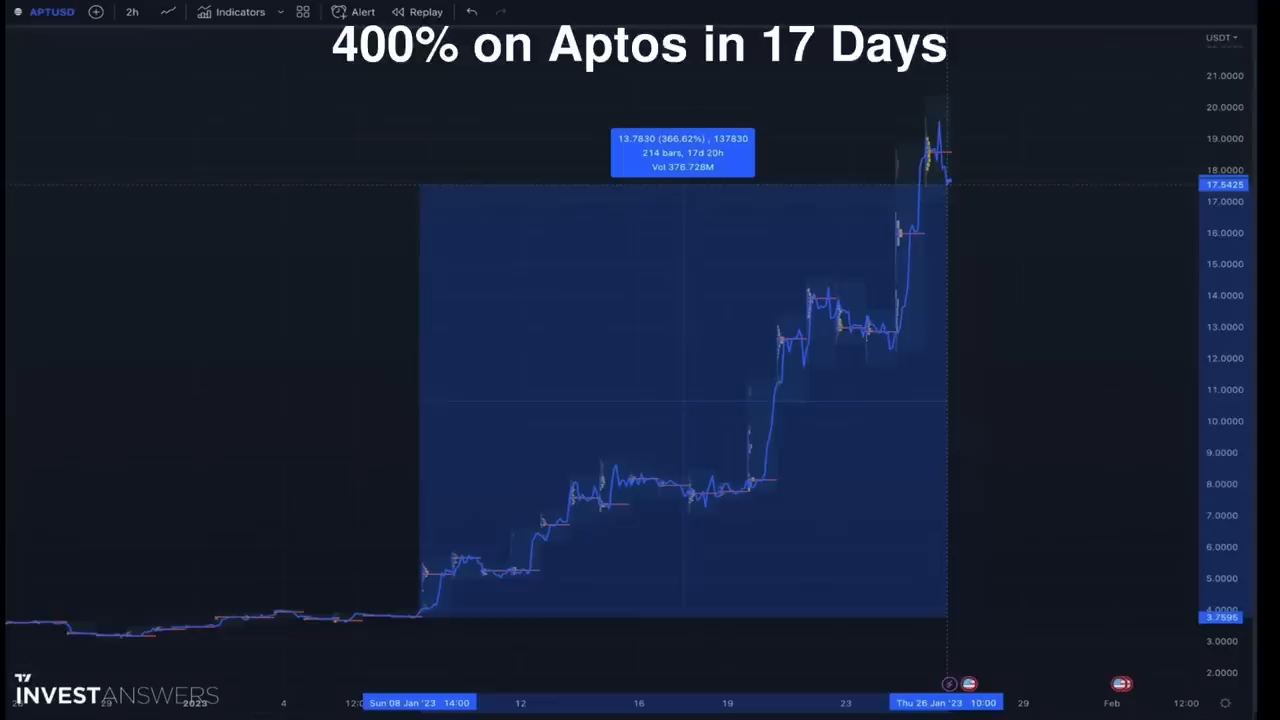 APTUSD
2h
Indicators
Alert
Replay
400% on Aptos in 17 Days
USDT
21.0000
20.0000
19.0000
18.0000
17.5425
17.0000
16.0000
15.0000
14.0000
13.0000
12.0000
11.0000
10.0000
9.0000
8.0000
7.0000
6.0000
5.0000
4.0000
3.7595
3.0000
2.0000
13.7830 (366.62%) , 137830
214 bars, 17d 20h
Vol 376.728M
INVESTANSWERS
29
2023
4
Sun 08 Jan '23 14:00
12
16
19
23
Thu 26 Jan '23 10:00
29
Feb
12:00